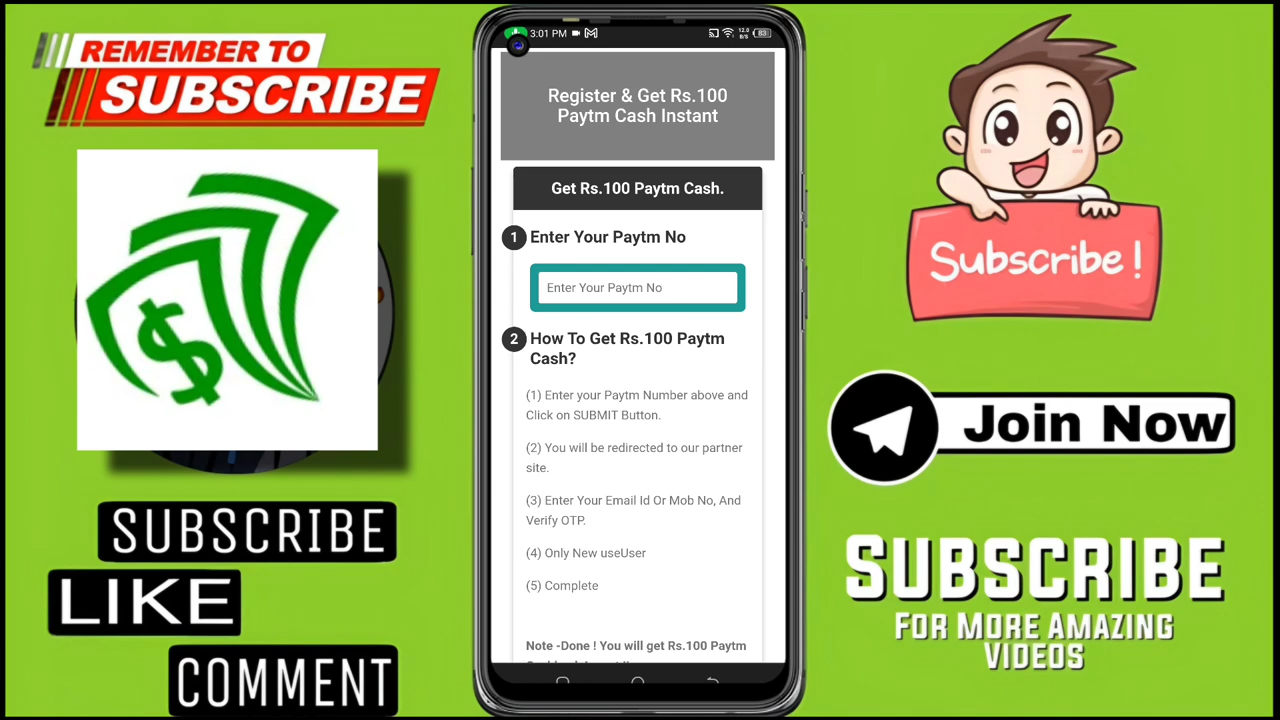 REMEMBER TO
SUBSCRIBE
$
SUBSCRIBE
LIKE
COMMENT
3:01 PM
12.0
B/S
83
Register & Get Rs.100
Paytm Cash Instant
Get Rs.100 Paytm Cash.
1 Enter Your Paytm No
Enter Your Paytm No
2 How To Get Rs.100 Paytm
Cash?
(1) Enter your Paytm Number above and
Click on SUBMIT Button.
(2) You will be redirected to our partner
site.
(3) Enter Your Email Id Or Mob No, And
Verify OTP.
(4) Only New useUser
(5) Complete
Note -Done ! You will get Rs.100 Paytm
Subscribe!
Join Now
SUBSCRIBE
FOR MORE AMAZING
VIDEOS